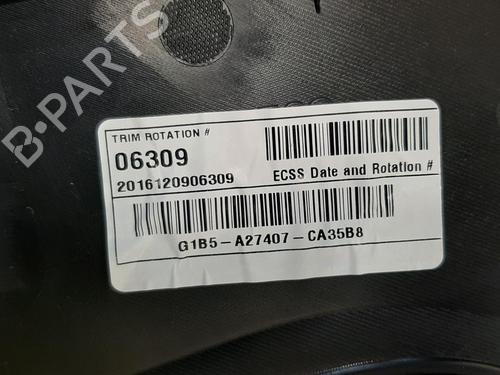 TRIM ROTATION #
06309
2016120906309
ECSS Date and Rotation #
G1B5-A27407-CA35B8
B-PARTS